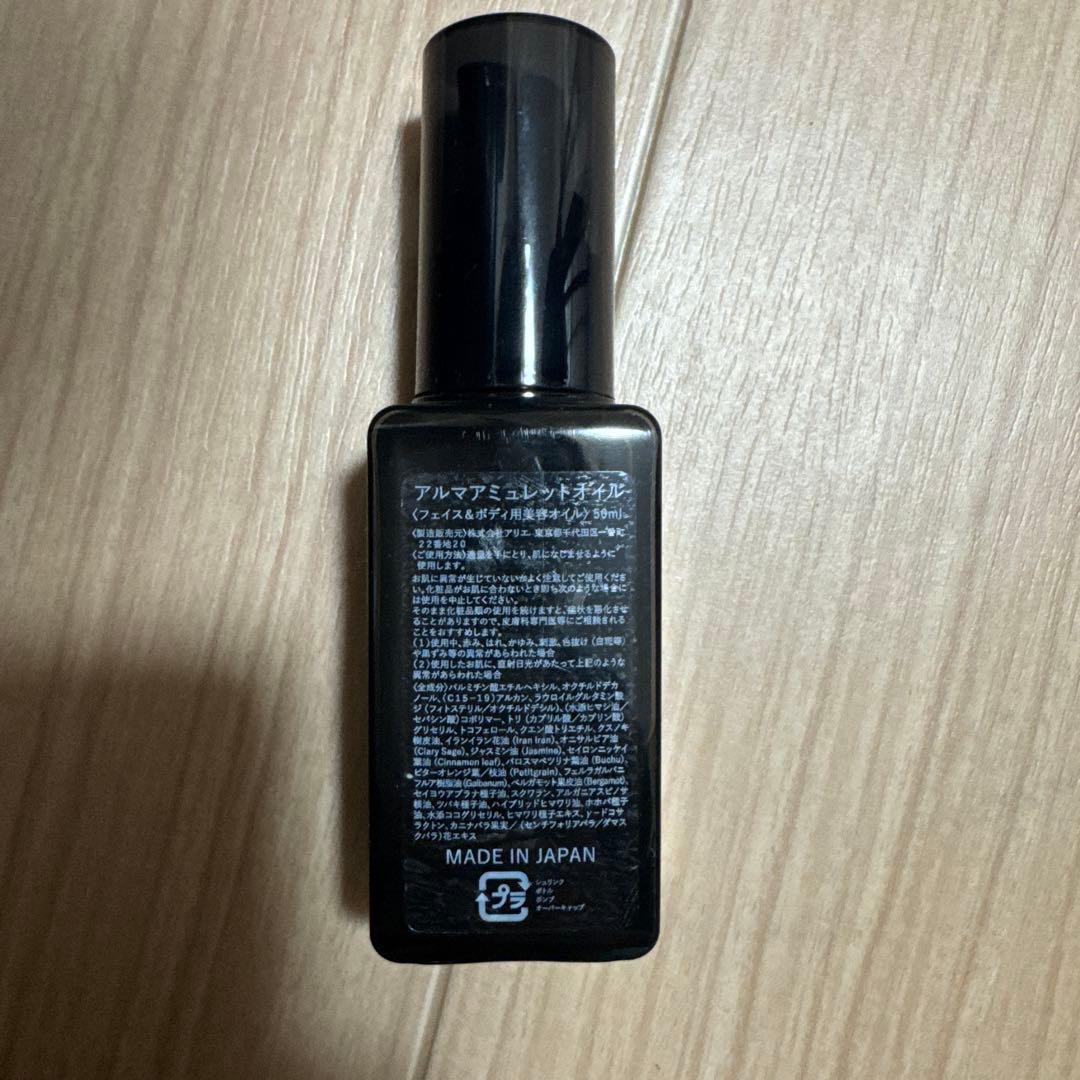 アルマアミュレットオイル
〈フェイス&ボディ用美容オイル〉50ml
〈製造販売元〉株式会社アリエ 東京都千代田区一番町
22番地20
〈ご使用方法〉適量を手にとり、肌になじませるように
使用します。
お肌に異常が生じていないかよく注意してご使用くださ
い。化粧品がお肌に合わないとき即ち次のような場合に
は使用を中止してください。
そのまま化粧品類の使用を続けますと、症状を悪化させ
ることがありますので、皮膚科専門医等にご相談される
ことをおすすめします。
(1)使用中、赤み、はれ、かゆみ、刺激、色抜け(白斑等)
や黒ずみ等の異常があらわれた場合
(2)使用したお肌に、直射日光があたって上記のような
異常があらわれた場合
〈全成分〉パルミチン酸エチルヘキシル、オクチルドデカ
ノール、(C15-19)アルカン、ラウロイルグルタミン酸
ジ(フィトステリル/オクチルドデシル)、(水添ヒマシ油/
セバシン酸)コポリマー、トリ(カプリル酸/カプリン酸)
グリセリル、トコフェロール、クエン酸トリエチル、クスノキ
樹皮油、イランイラン花油(Iran Iran)、オニサルビア油
(Clary Sage)、ジャスミン油(Jasmine)、セイロンニッケイ
葉油(Cinnamon leaf)、バロスマベツリナ葉油(Buchu)、
ビターオレンジ葉/枝油(Petitgrain)、フェルラガルバニ
フルア樹脂油(Galbanum)、ベルガモット果皮油(Bergamot)、
セイヨウアブラナ種子油、スクワラン、アルガニアスピノサ
核油、ツバキ種子油、ハイブリッドヒマワリ油、ホホバ種子
油、水添ココグリセリル、ヒマワリ種子エキス、γ-ドコサ
ラクトン、カニナバラ果実/(センチフォリアバラ/ダマス
クバラ)花エキス
MADE IN JAPAN
プラ
シュリンク
ボトル
ポンプ
オーバーキャップ